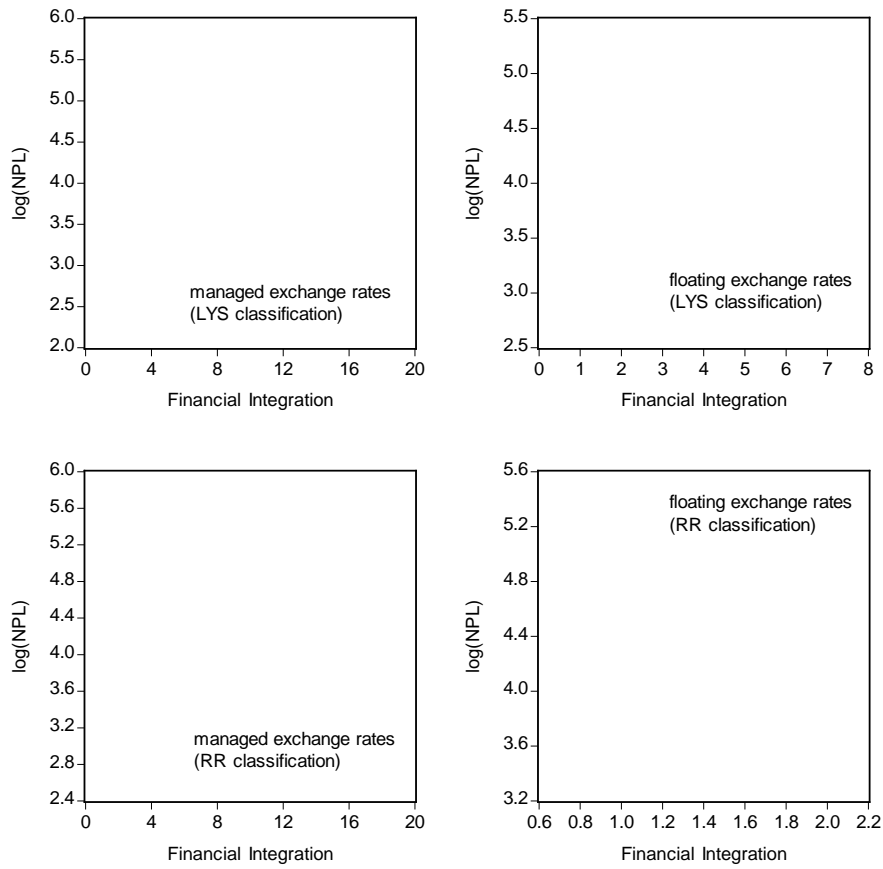 6.0
5.5
5.0
4.5
4.0
3.5
3.0
2.5
2.0
log(NPL)
managed exchange rates
(LYS classification)
0 4 8 12 16 20
Financial Integration
5.5
5.0
4.5
4.0
3.5
3.0
2.5
log(NPL)
floating exchange rates
(LYS classification)
0 1 2 3 4 5 6 7 8
Financial Integration
6.0
5.6
5.2
4.8
4.4
4.0
3.6
3.2
2.8
2.4
log(NPL)
managed exchange rates
(RR classification)
0 4 8 12 16 20
Financial Integration
5.6
5.2
4.8
4.4
4.0
3.6
3.2
log(NPL)
floating exchange rates
(RR classification)
0.6 0.8 1.0 1.2 1.4 1.6 1.8 2.0 2.2
Financial Integration